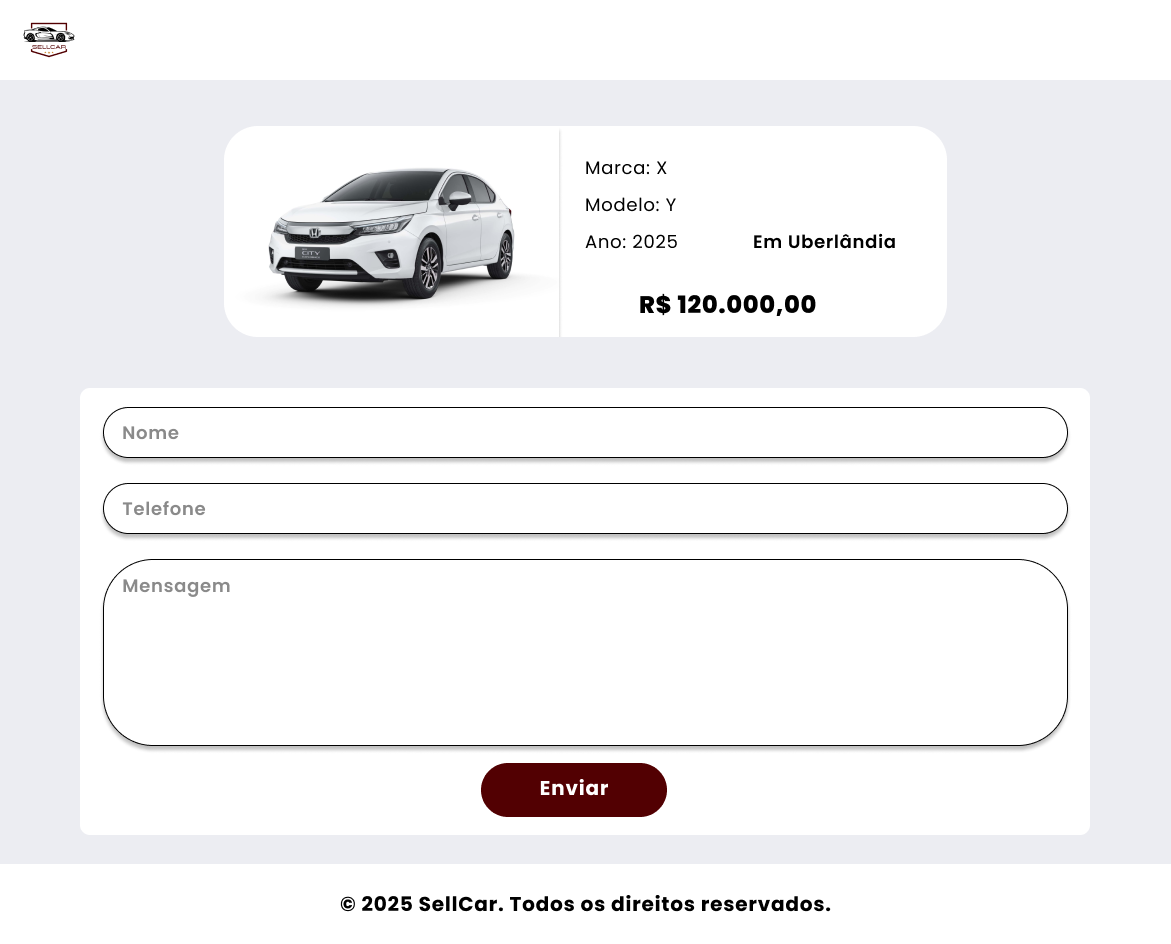 SELLCAR
CITY
Marca: X
Modelo: Y
Ano: 2025
Em Uberlândia
R$ 120.000,00
Nome
Telefone
Mensagem
Enviar
© 2025 SellCar. Todos os direitos reservados.